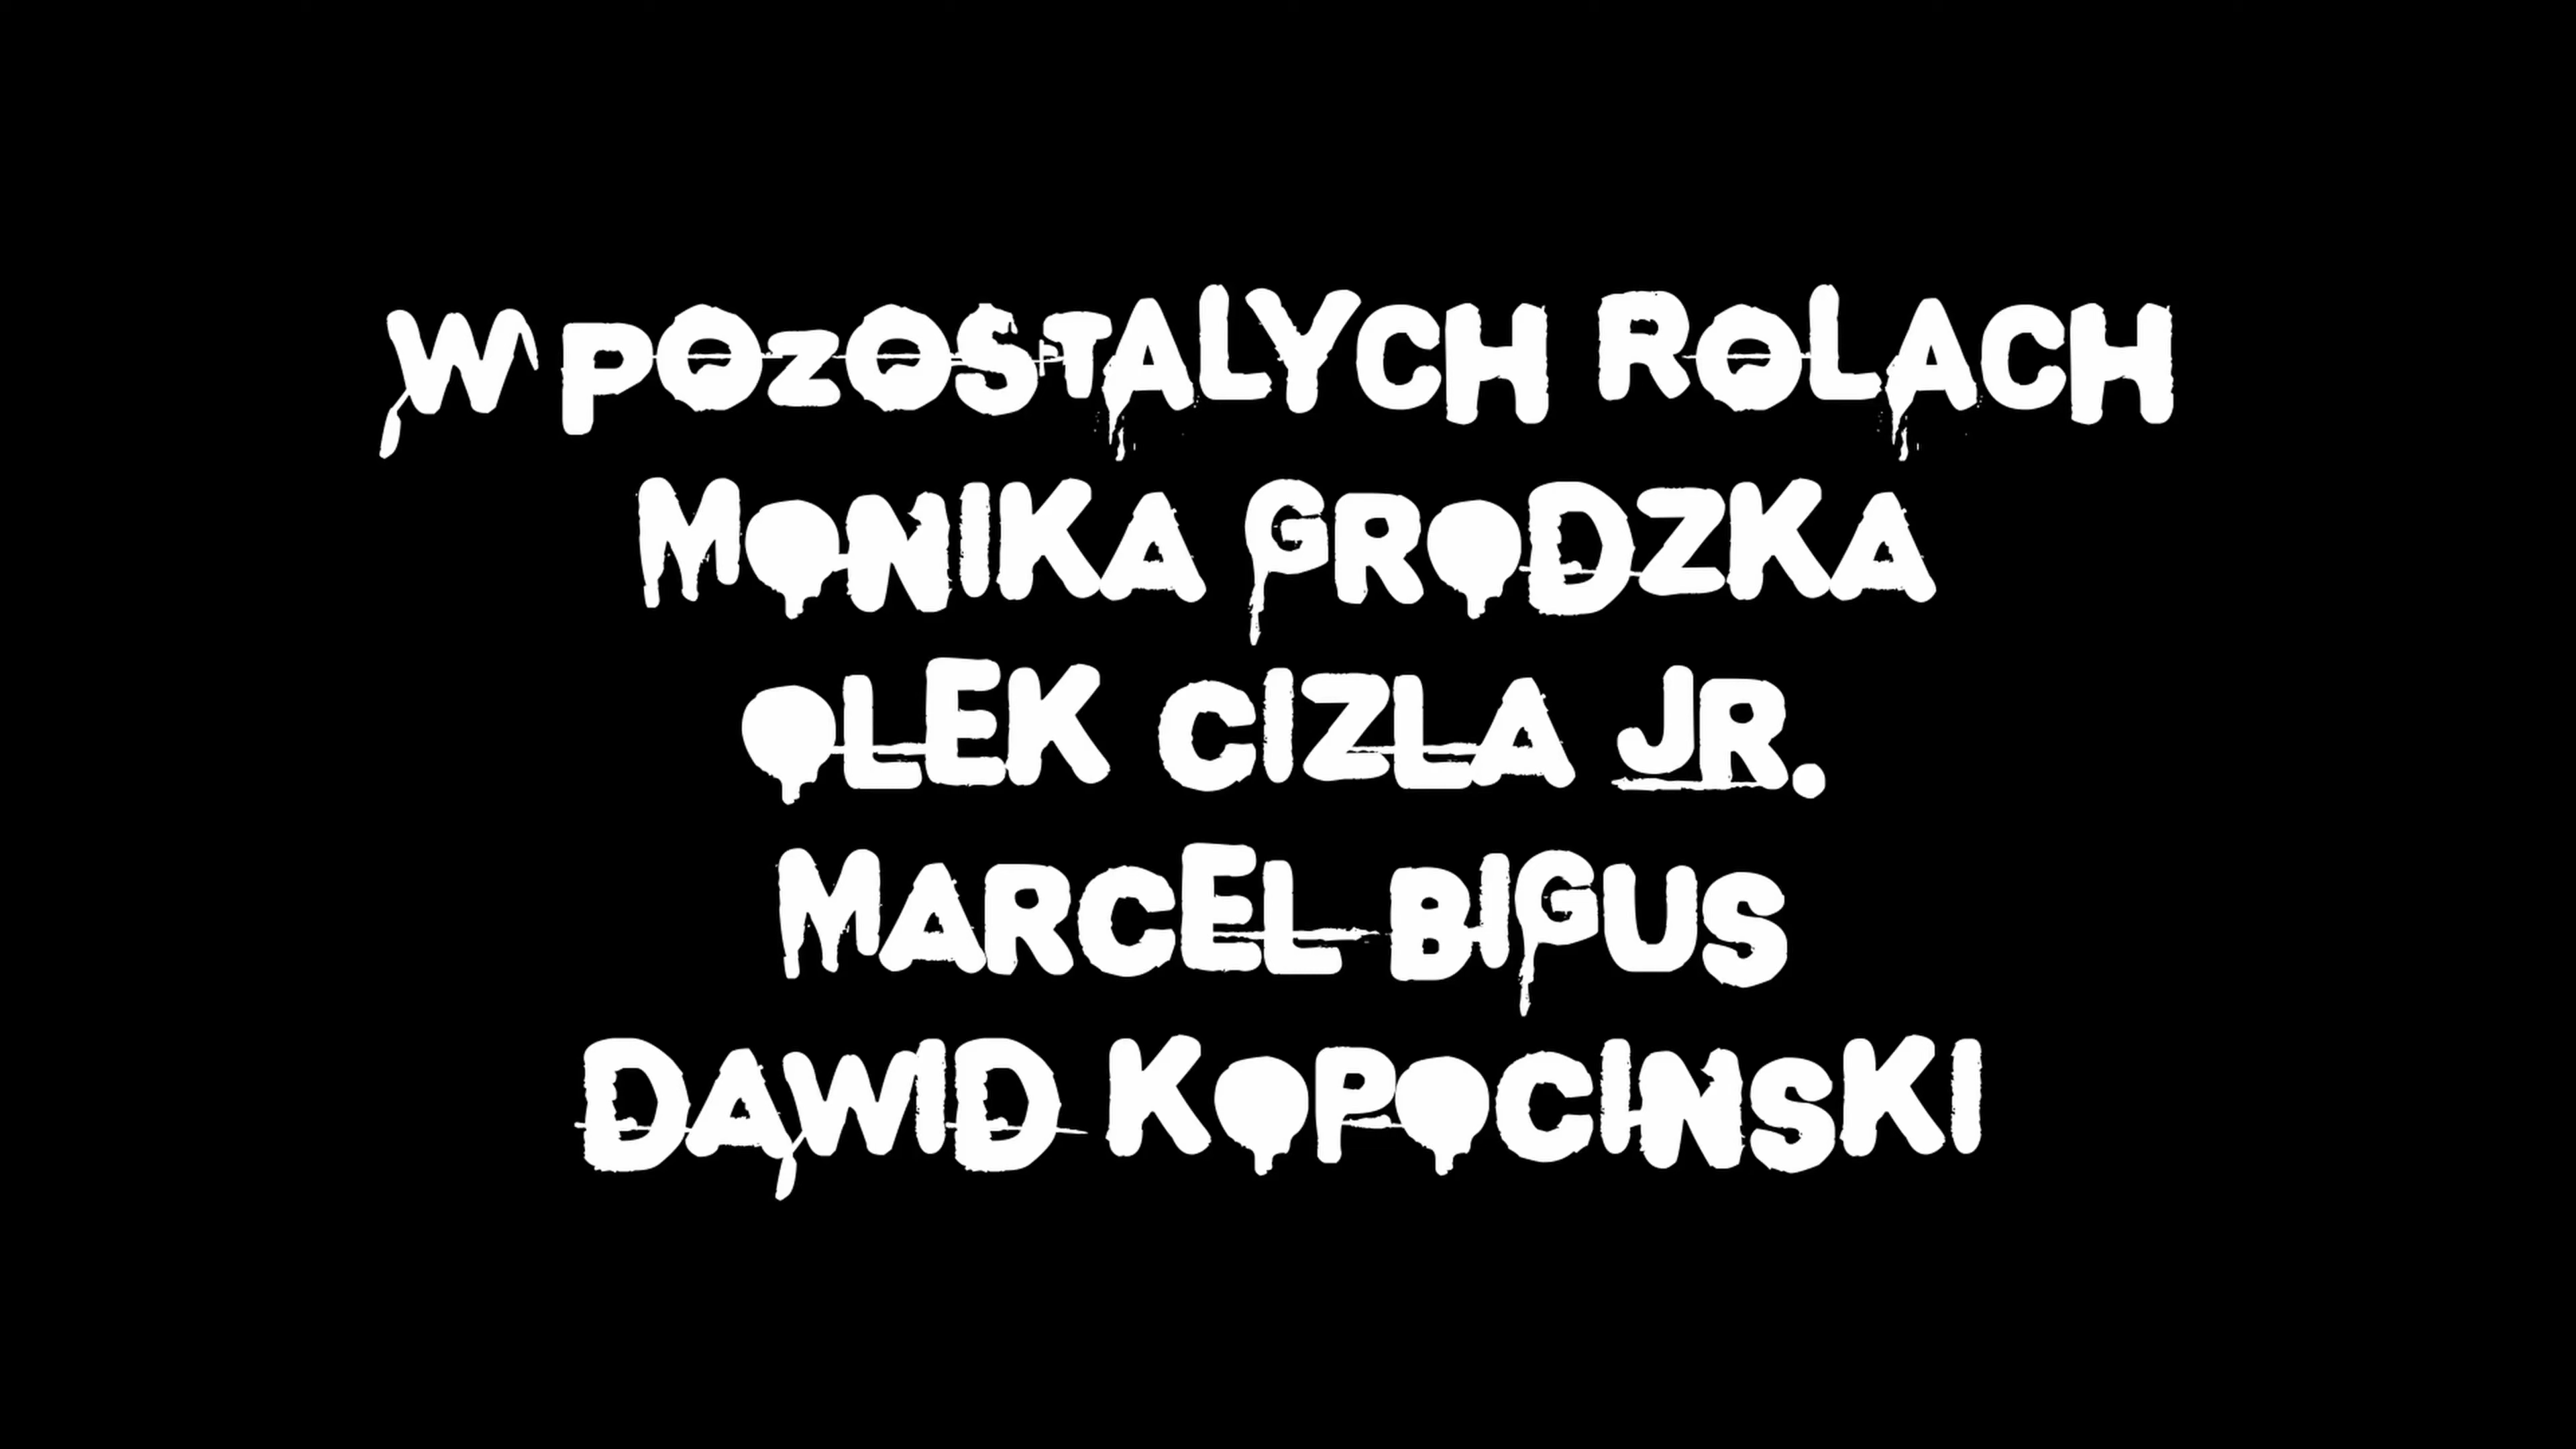 W POZOSTALYCH ROLACH
MONIKA GRODZKA
OLEK CIZLA JR.
MARCEL BIGUS
DAWID KOPOCINSKI